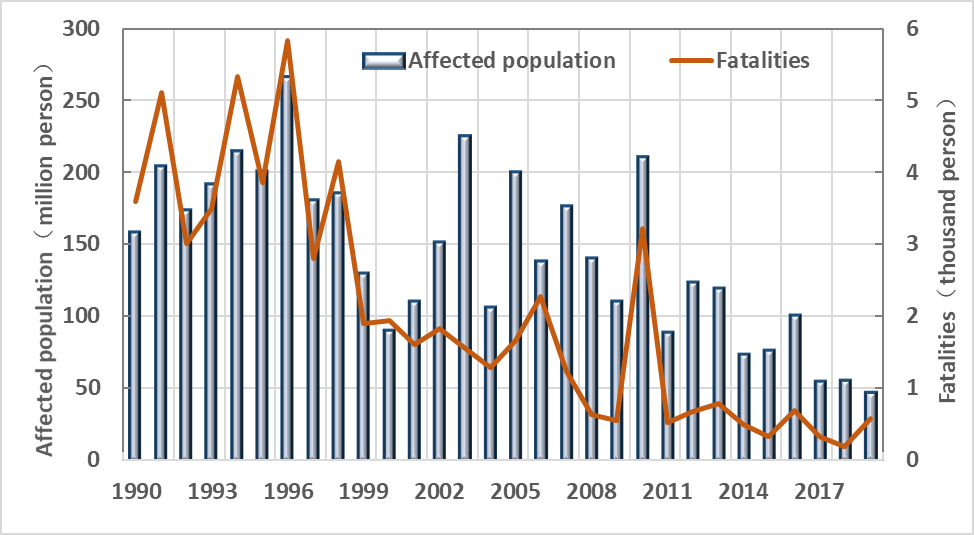 Affected population
Fatalities
Affected population（million person）
300
250
200
150
100
50
0
6
5
4
3
2
1
0
Fatalities（thousand person）
1990 1993 1996 1999 2002 2005 2008 2011 2014 2017